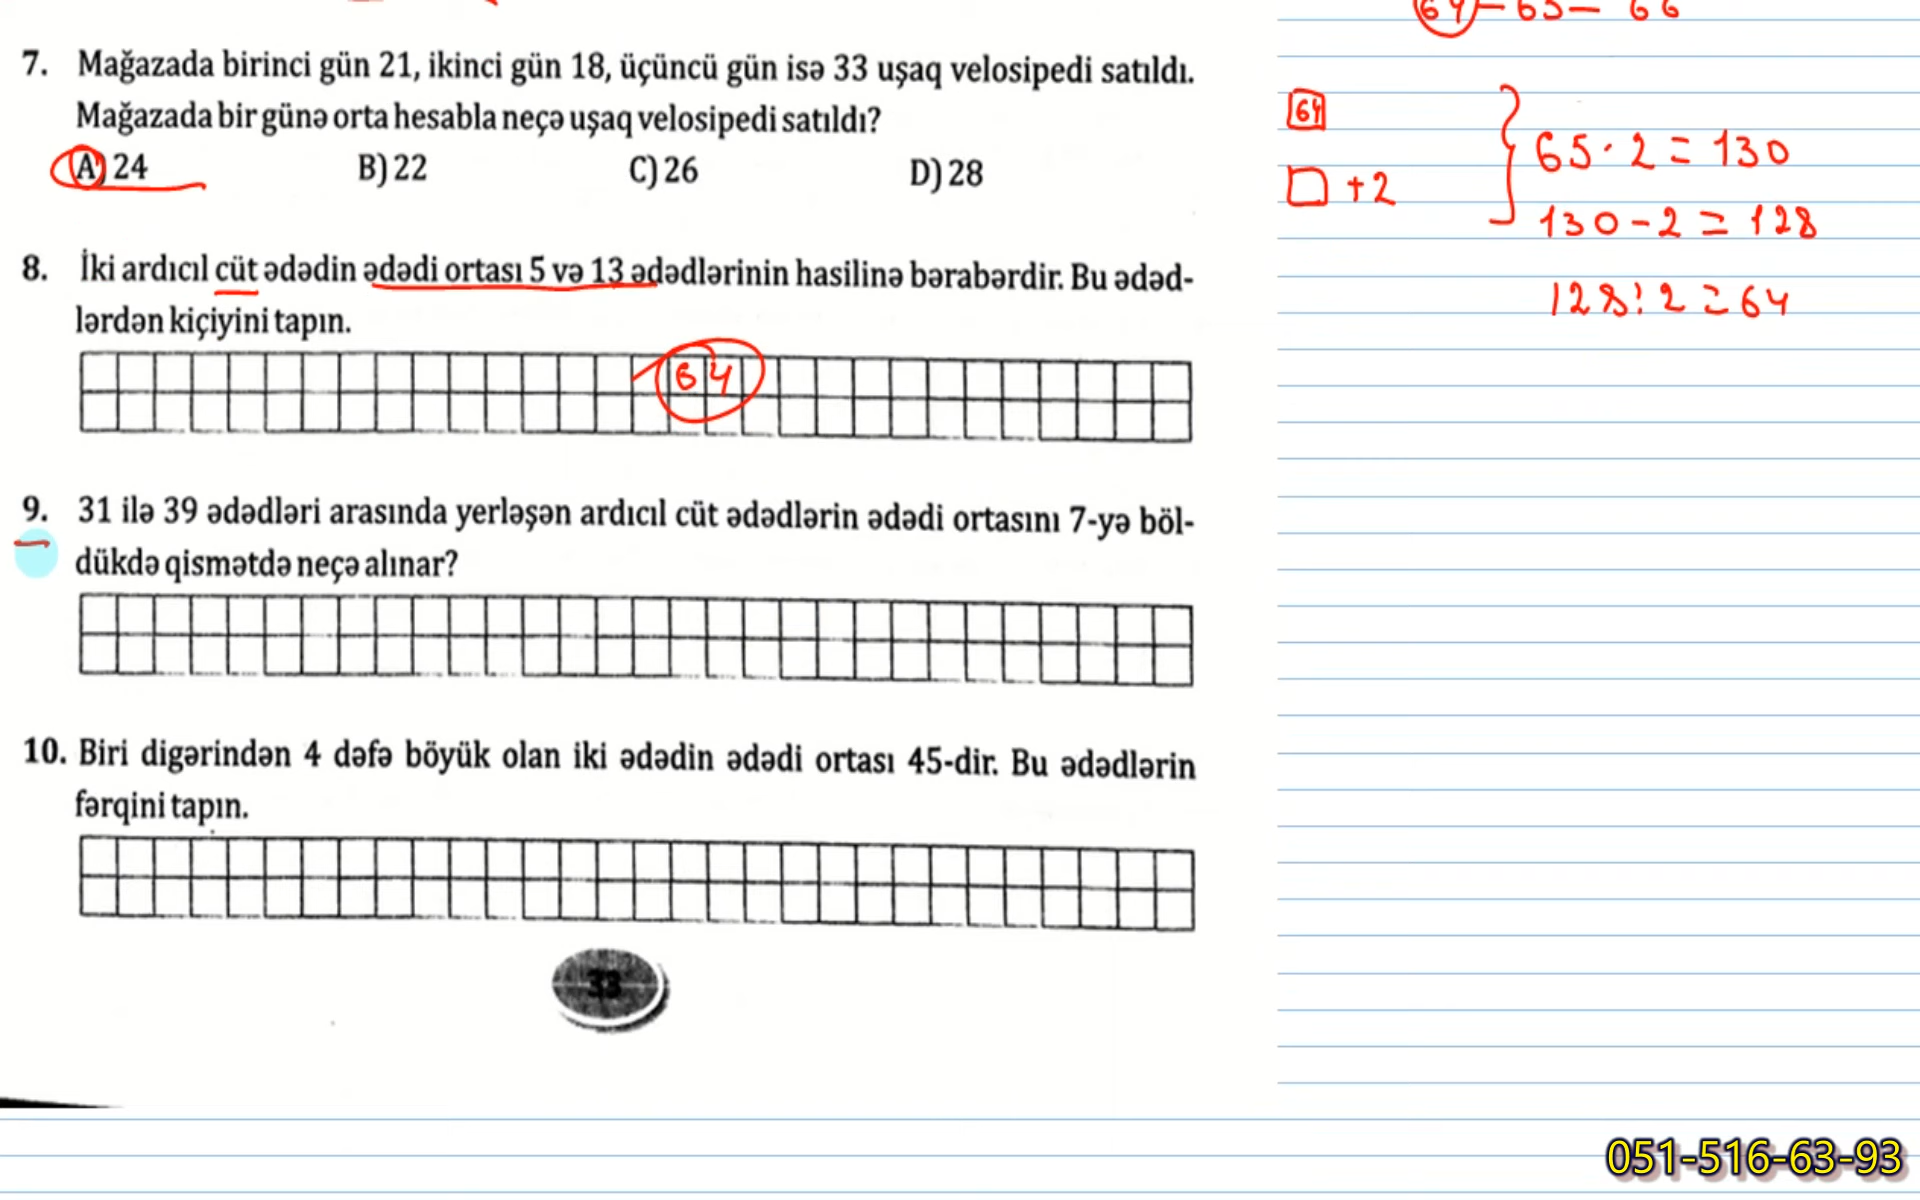 64 — 65 — 66
7. Mağazada birinci gün 21, ikinci gün 18, üçüncü gün isə 33 uşaq velosipedi satıldı.
Mağazada bir günə orta hesabla neçə uşaq velosipedi satıldı?
A) 24 B) 22 C) 26 D) 28
64
□ +2
65 · 2 = 130
130 - 2 = 128
128 : 2 = 64
8. İki ardıcıl cüt ədədin ədədi ortası 5 və 13 ədədlərinin hasilinə bərabərdir. Bu ədəd-
lərdən kiçiyini tapın.
64
9. 31 ilə 39 ədədləri arasında yerləşən ardıcıl cüt ədədlərin ədədi ortasını 7-yə böl-
dükdə qismətdə neçə alınar?
10. Biri digərindən 4 dəfə böyük olan iki ədədin ədədi ortası 45-dir. Bu ədədlərin
fərqini tapın.
33
051-516-63-93